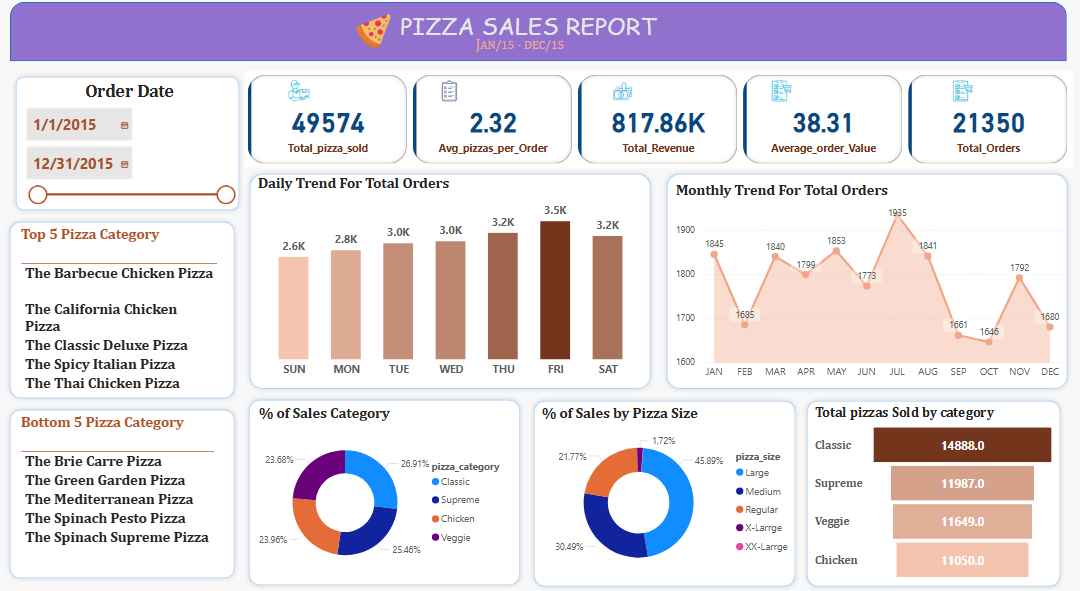 PIZZA SALES REPORT
JAN/15 - DEC/15
Order Date
1/1/2015
12/31/2015
49574
Total_pizza_sold
2.32
Avg_pizzas_per_Order
817.86K
Total_Revenue
38.31
Average_order_Value
21350
Total_Orders
Top 5 Pizza Category
The Barbecue Chicken Pizza
The California Chicken
Pizza
The Classic Deluxe Pizza
The Spicy Italian Pizza
The Thai Chicken Pizza
Bottom 5 Pizza Category
The Brie Carre Pizza
The Green Garden Pizza
The Mediterranean Pizza
The Spinach Pesto Pizza
The Spinach Supreme Pizza
Daily Trend For Total Orders
2.6K 2.8K 3.0K 3.0K 3.2K 3.5K 3.2K
SUN MON TUE WED THU FRI SAT
Monthly Trend For Total Orders
1900
1800
1700
1600
1845 1685 1840 1799 1853 1773 1935 1841 1661 1646 1792 1680
JAN FEB MAR APR MAY JUN JUL AUG SEP OCT NOV DEC
% of Sales Category
23.68%
26.91%
23.96%
25.46%
pizza_category
Classic
Supreme
Chicken
Veggie
% of Sales by Pizza Size
1.72%
21.77%
45.89%
30.49%
pizza_size
Large
Medium
Regular
X-Larrge
XX-Larrge
Total pizzas Sold by category
Classic 14888.0
Supreme 11987.0
Veggie 11649.0
Chicken 11050.0